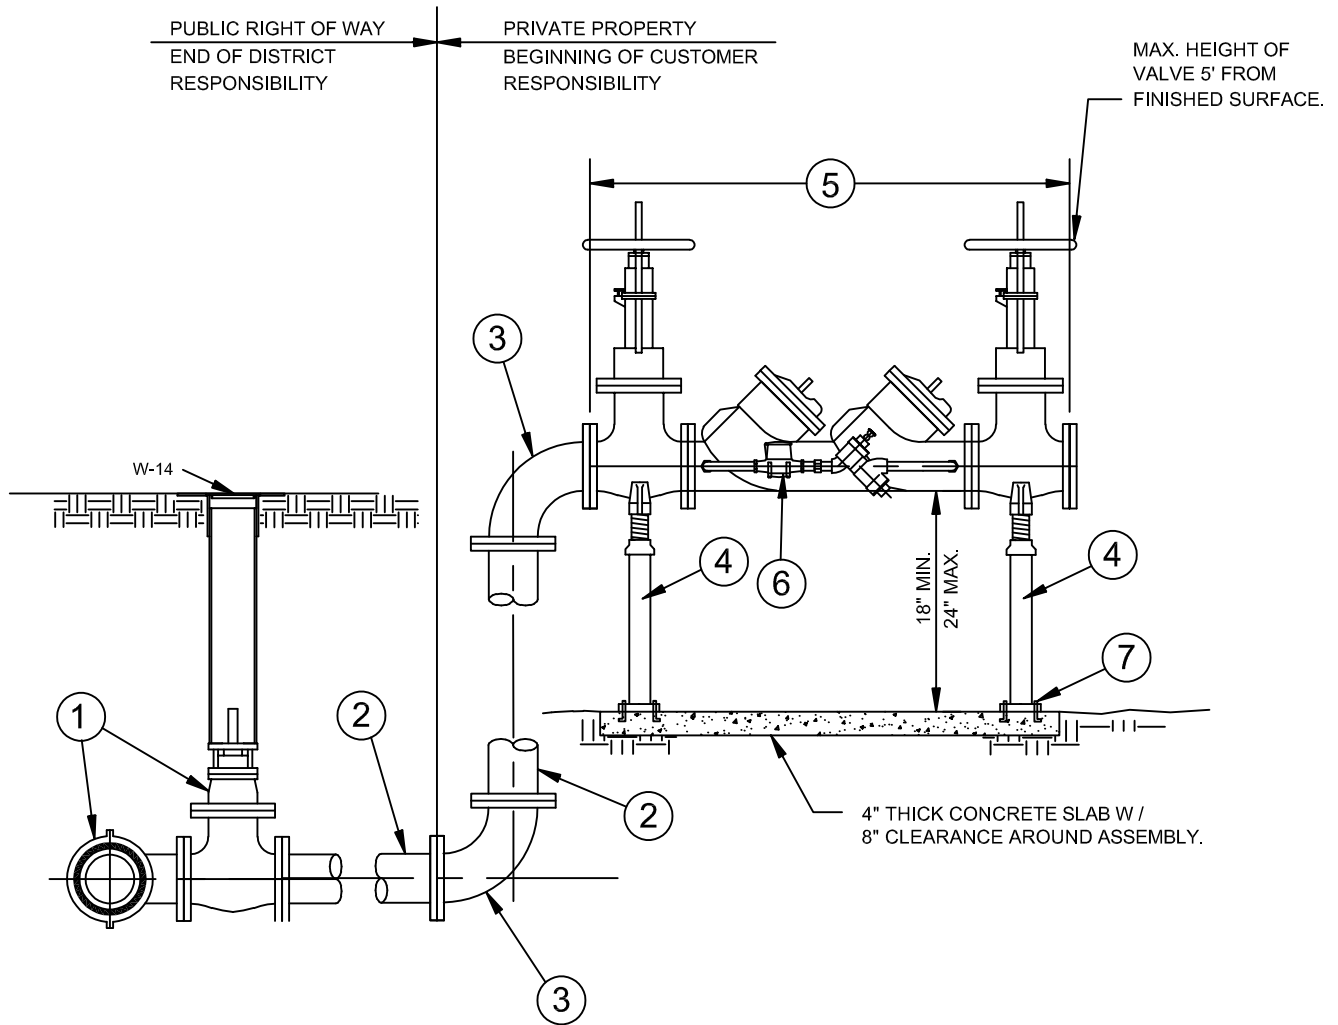 PUBLIC RIGHT OF WAY
END OF DISTRICT
RESPONSIBILITY
PRIVATE PROPERTY
BEGINNING OF CUSTOMER
RESPONSIBILITY
MAX. HEIGHT OF
VALVE 5' FROM
FINISHED SURFACE.
5
3
W-14
4
6
18" MIN.
24" MAX.
4
7
1
2
2
4" THICK CONCRETE SLAB W /
8" CLEARANCE AROUND ASSEMBLY.
3